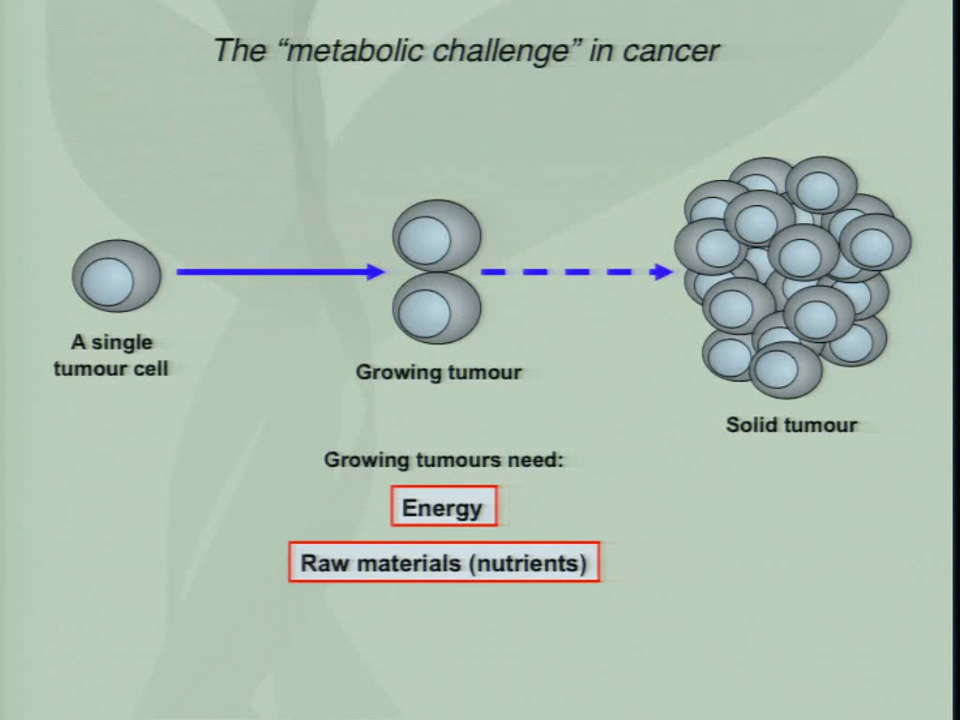 The “metabolic challenge” in cancer
A single
tumour cell
Growing tumour
Solid tumour
Growing tumours need:
Energy
Raw materials (nutrients)